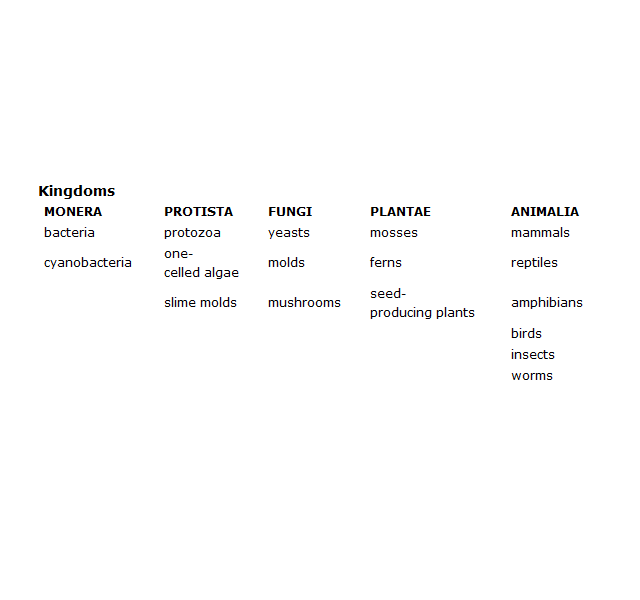 Kingdoms
MONERA PROTISTA FUNGI PLANTAE ANIMALIA
bacteria protozoa yeasts mosses mammals
cyanobacteria one-
celled algae molds ferns reptiles
slime molds mushrooms seed-
producing plants amphibians
birds
insects
worms